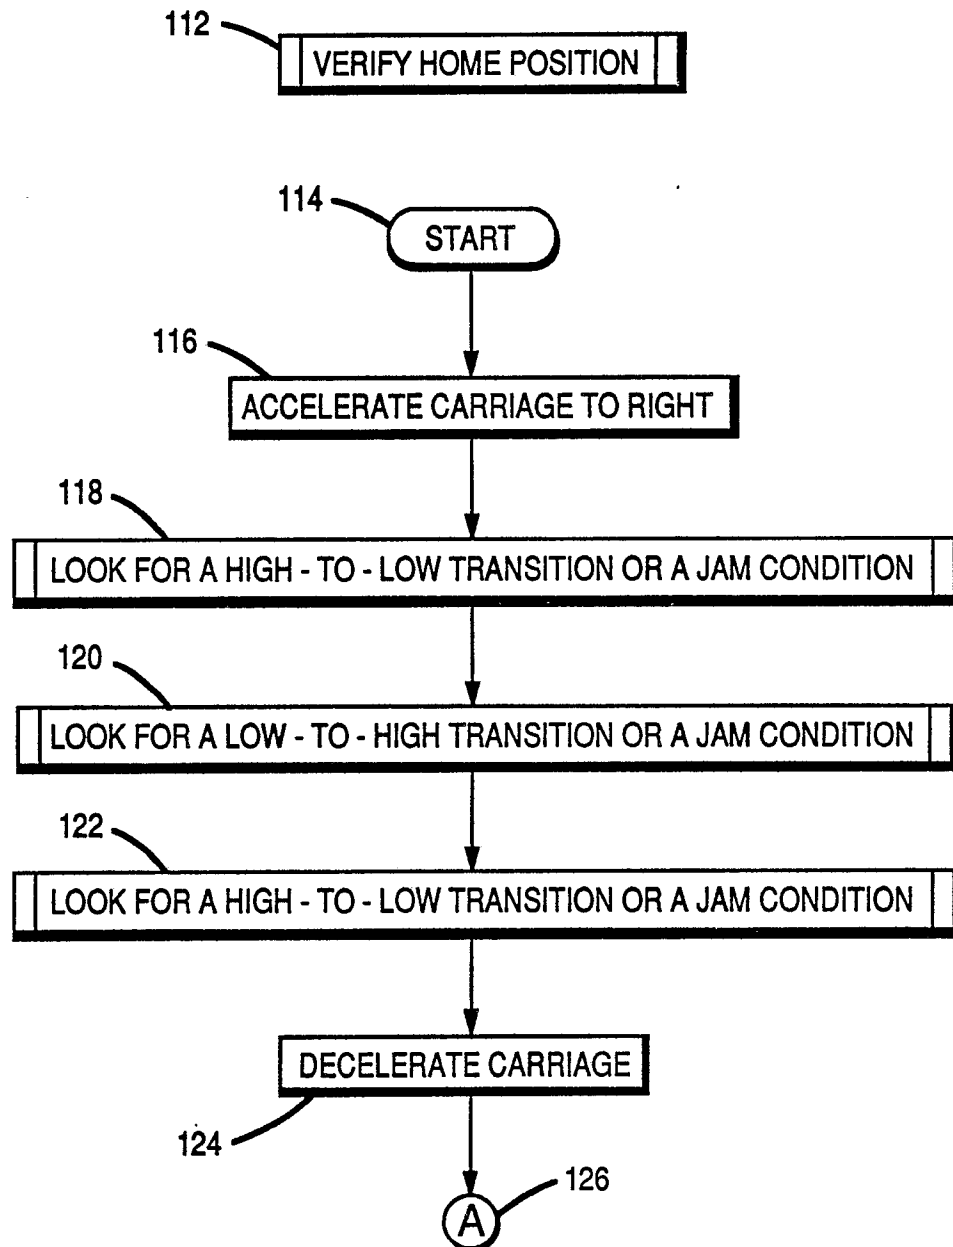 112
VERIFY HOME POSITION
114
START
116
ACCELERATE CARRIAGE TO RIGHT
118
LOOK FOR A HIGH - TO - LOW TRANSITION OR A JAM CONDITION
120
LOOK FOR A LOW - TO - HIGH TRANSITION OR A JAM CONDITION
122
LOOK FOR A HIGH - TO - LOW TRANSITION OR A JAM CONDITION
DECELERATE CARRIAGE
124
126
A